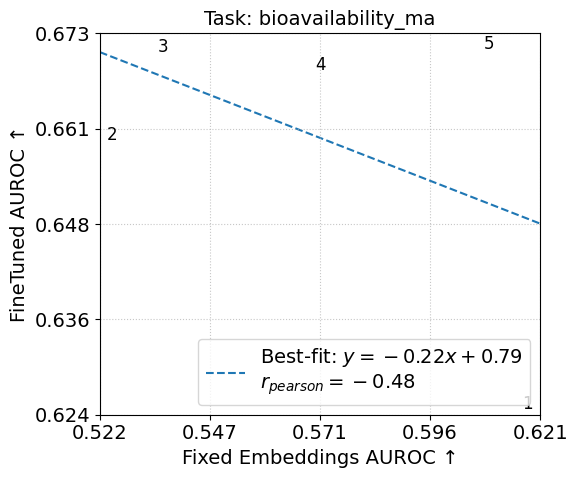 Task: bioavailability_ma
FineTuned AUROC ↑
0.673
0.661
0.648
0.636
0.624
3
4
5
2
1
Best-fit: y = −0.22x + 0.79
r_pearson = −0.48
0.522 0.547 0.571 0.596 0.621
Fixed Embeddings AUROC ↑